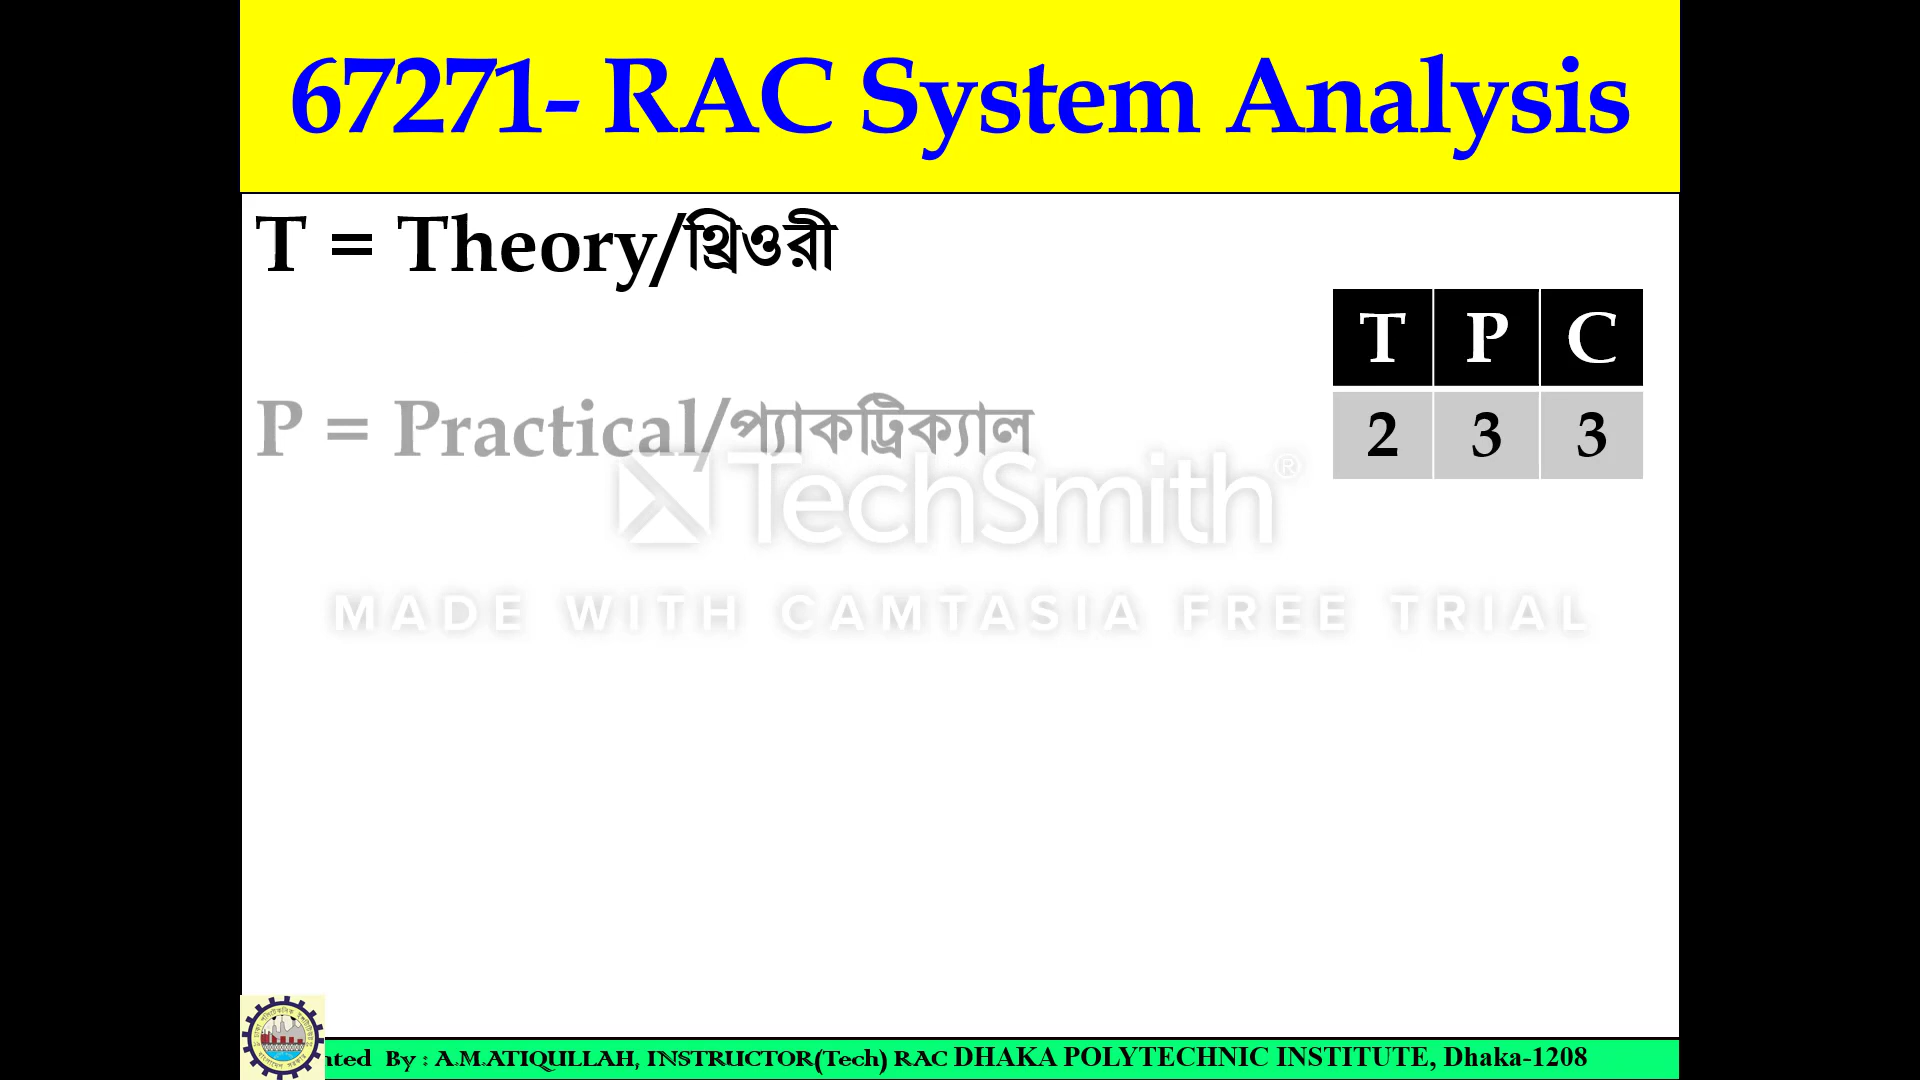 67271- RAC System Analysis
T = Theory/থ্রিওরী
T P C
2 3 3
P = Practical/প্যাকট্রিক্যাল
TechSmith®
MADE WITH CAMTASIA FREE TRIAL
By : A.M.ATIQULLAH, INSTRUCTOR(Tech) RAC DHAKA POLYTECHNIC INSTITUTE, Dhaka-1208